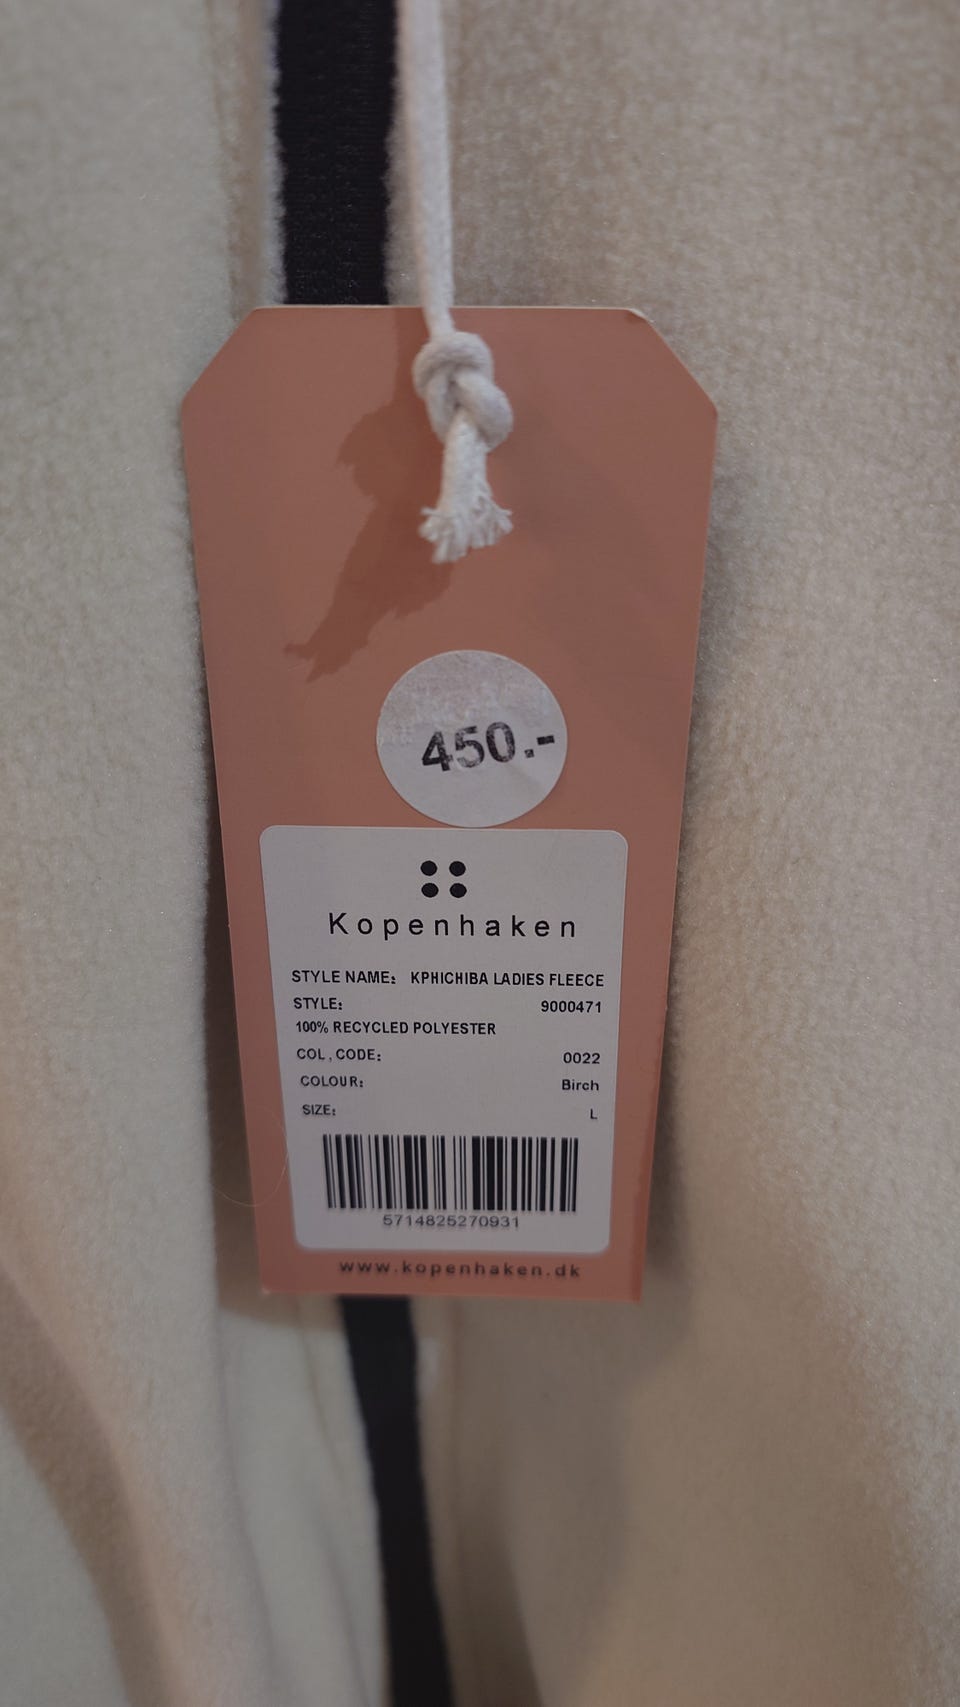 450.-
Kopenhaken
STYLE NAME: KPHICHIBA LADIES FLEECE
STYLE: 9000471
100% RECYCLED POLYESTER
COL.CODE: 0022
COLOUR: Birch
SIZE: L
5714825270931
www.kopenhaken.dk